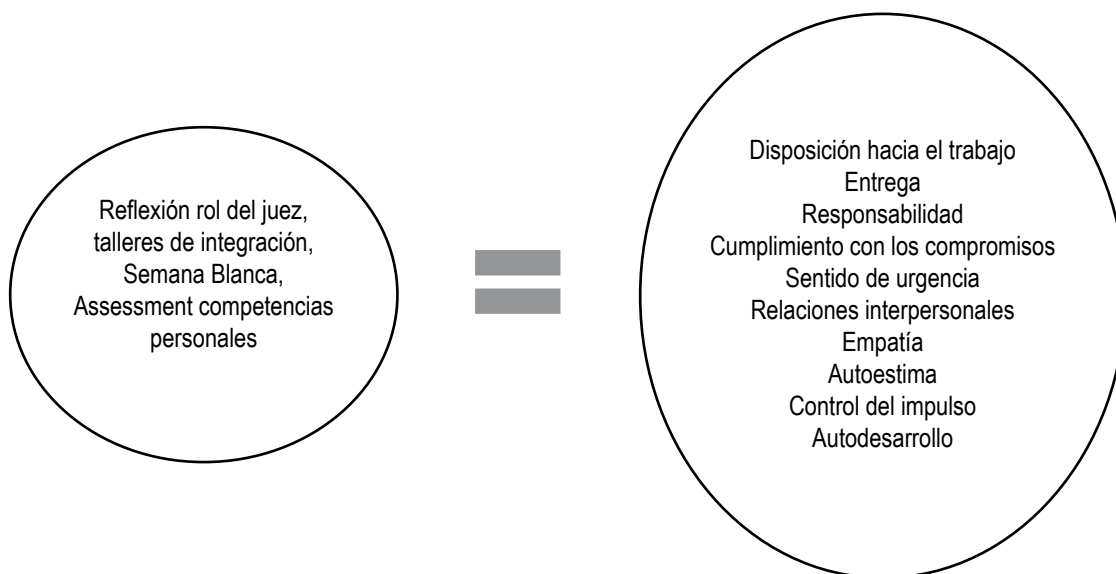 Reflexión rol del juez,
talleres de integración,
Semana Blanca,
Assessment competencias
personales
Disposición hacia el trabajo
Entrega
Responsabilidad
Cumplimiento con los compromisos
Sentido de urgencia
Relaciones interpersonales
Empatía
Autoestima
Control del impulso
Autodesarrollo